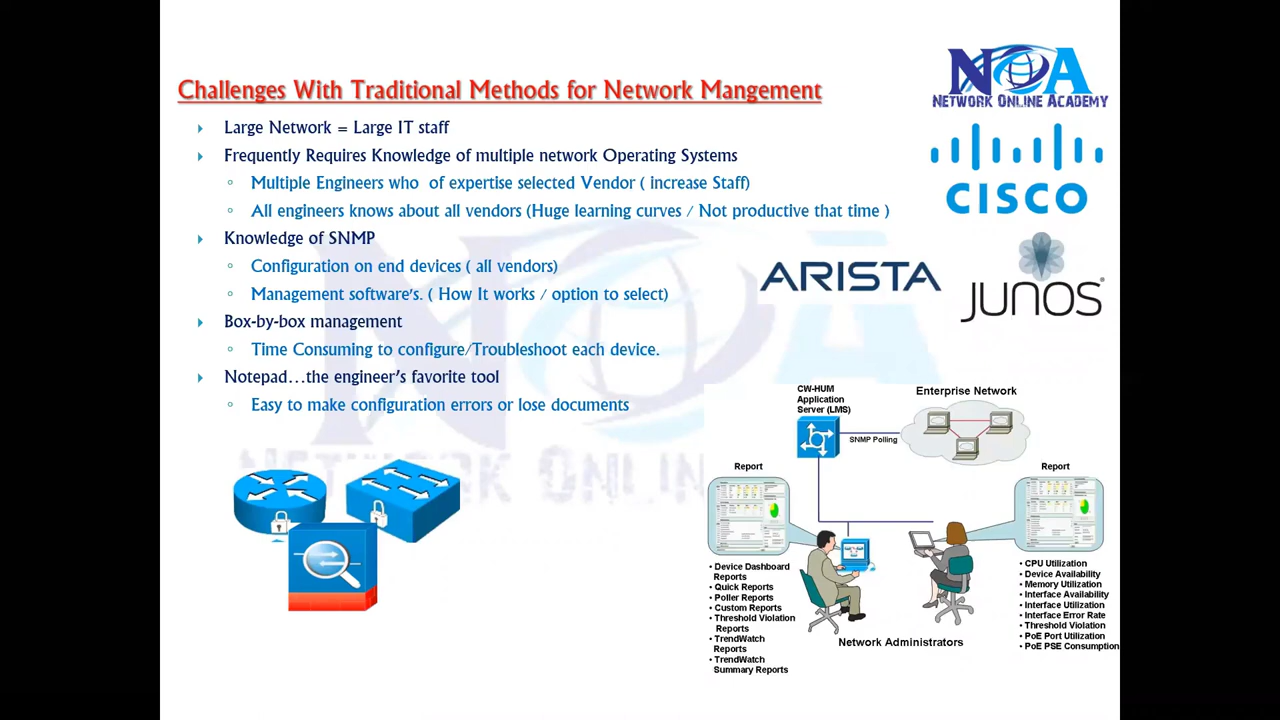 Challenges With Traditional Methods for Network Mangement
Large Network = Large IT staff
Frequently Requires Knowledge of multiple network Operating Systems
Multiple Engineers who of expertise selected Vendor ( increase Staff)
All engineers knows about all vendors (Huge learning curves / Not productive that time )
Knowledge of SNMP
Configuration on end devices ( all vendors)
Management software's. ( How It works / option to select)
Box-by-box management
Time Consuming to configure/Troubleshoot each device.
Notepad…the engineer's favorite tool
Easy to make configuration errors or lose documents
NOA
NETWORK ONLINE ACADEMY
CISCO
ARISTA
JUNOS
NOA
NETWORK ONLIN
CW-HUM
Application
Server (LMS)
SNMP Polling
Enterprise Network
Report
Report
• Device Dashboard
Reports
• Quick Reports
• Poller Reports
• Custom Reports
• Threshold Violation
Reports
• TrendWatch
Reports
• TrendWatch
Summary Reports
Network Administrators
• CPU Utilization
• Device Availability
• Memory Utilization
• Interface Availability
• Interface Utilization
• Interface Error Rate
• Threshold Violation
• PoE Port Utilization
• PoE PSE Consumption